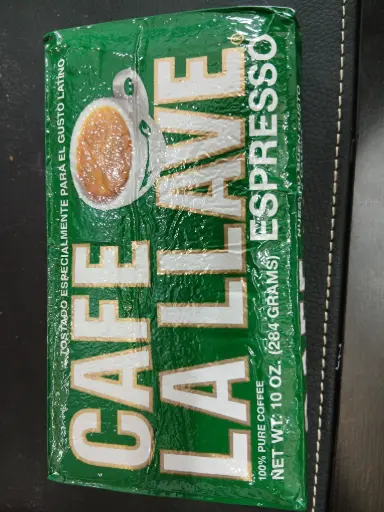 TOSTADO ESPECIALMENTE PARA EL GUSTO LATINO
CAFE
LA LLAVE®
100% PURE COFFEE
NET WT. 10 OZ. (284 GRAMS) ESPRESSO